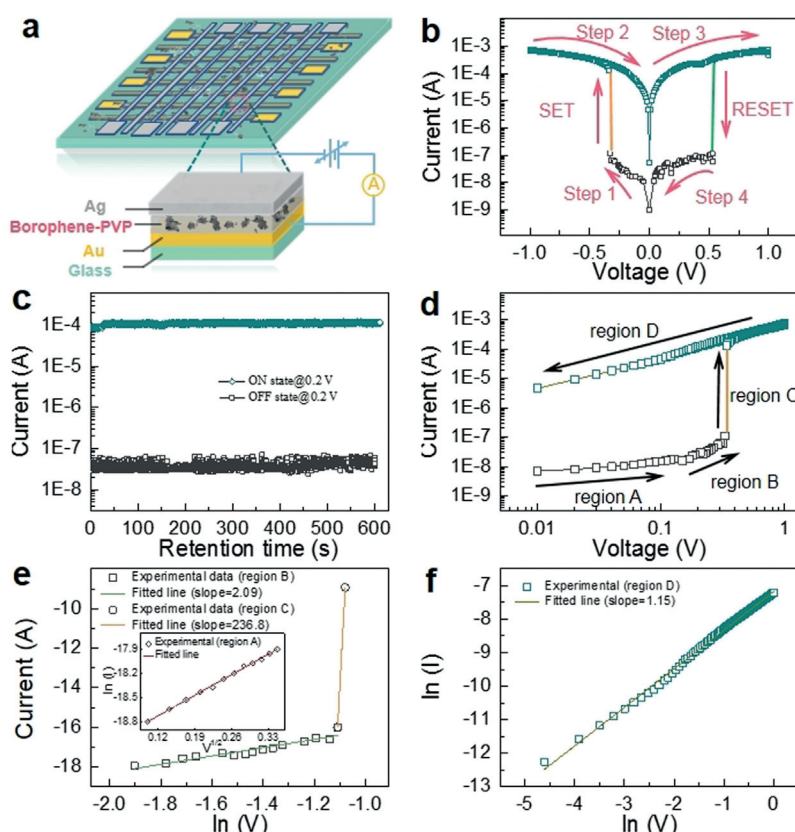 a
Ag
Borophene-PVP
Au
Glass
A
b
Current (A)
1E-3
1E-4
1E-5
1E-6
1E-7
1E-8
1E-9
Step 2
Step 3
SET
RESET
Step 1
Step 4
-1.0 -0.5 0.0 0.5 1.0
Voltage (V)
c
Current (A)
1E-4
1E-5
1E-6
1E-7
1E-8
ON state@0.2 V
OFF state@0.2 V
0 100 200 300 400 500 600
Retention time (s)
d
Current (A)
1E-3
1E-4
1E-5
1E-6
1E-7
1E-8
1E-9
region D
region C
region A
region B
0.01 0.1 1
Voltage (V)
e
Current (A)
-10
-12
-14
-16
-18
Experimental data (region B)
Fitted line (slope=2.09)
Experimental data (region C)
Fitted line (slope=236.8)
ln (I)
-17.9
-18.2
-18.5
-18.8
Experimental (region A)
Fitted line
0.12 0.19 0.26 0.33
V1/2
-2.0 -1.8 -1.6 -1.4 -1.2 -1.0
ln (V)
f
ln (I)
-7
-8
-9
-10
-11
-12
-13
Experimental (region D)
Fitted line (slope=1.15)
-5 -4 -3 -2 -1 0
ln (V)